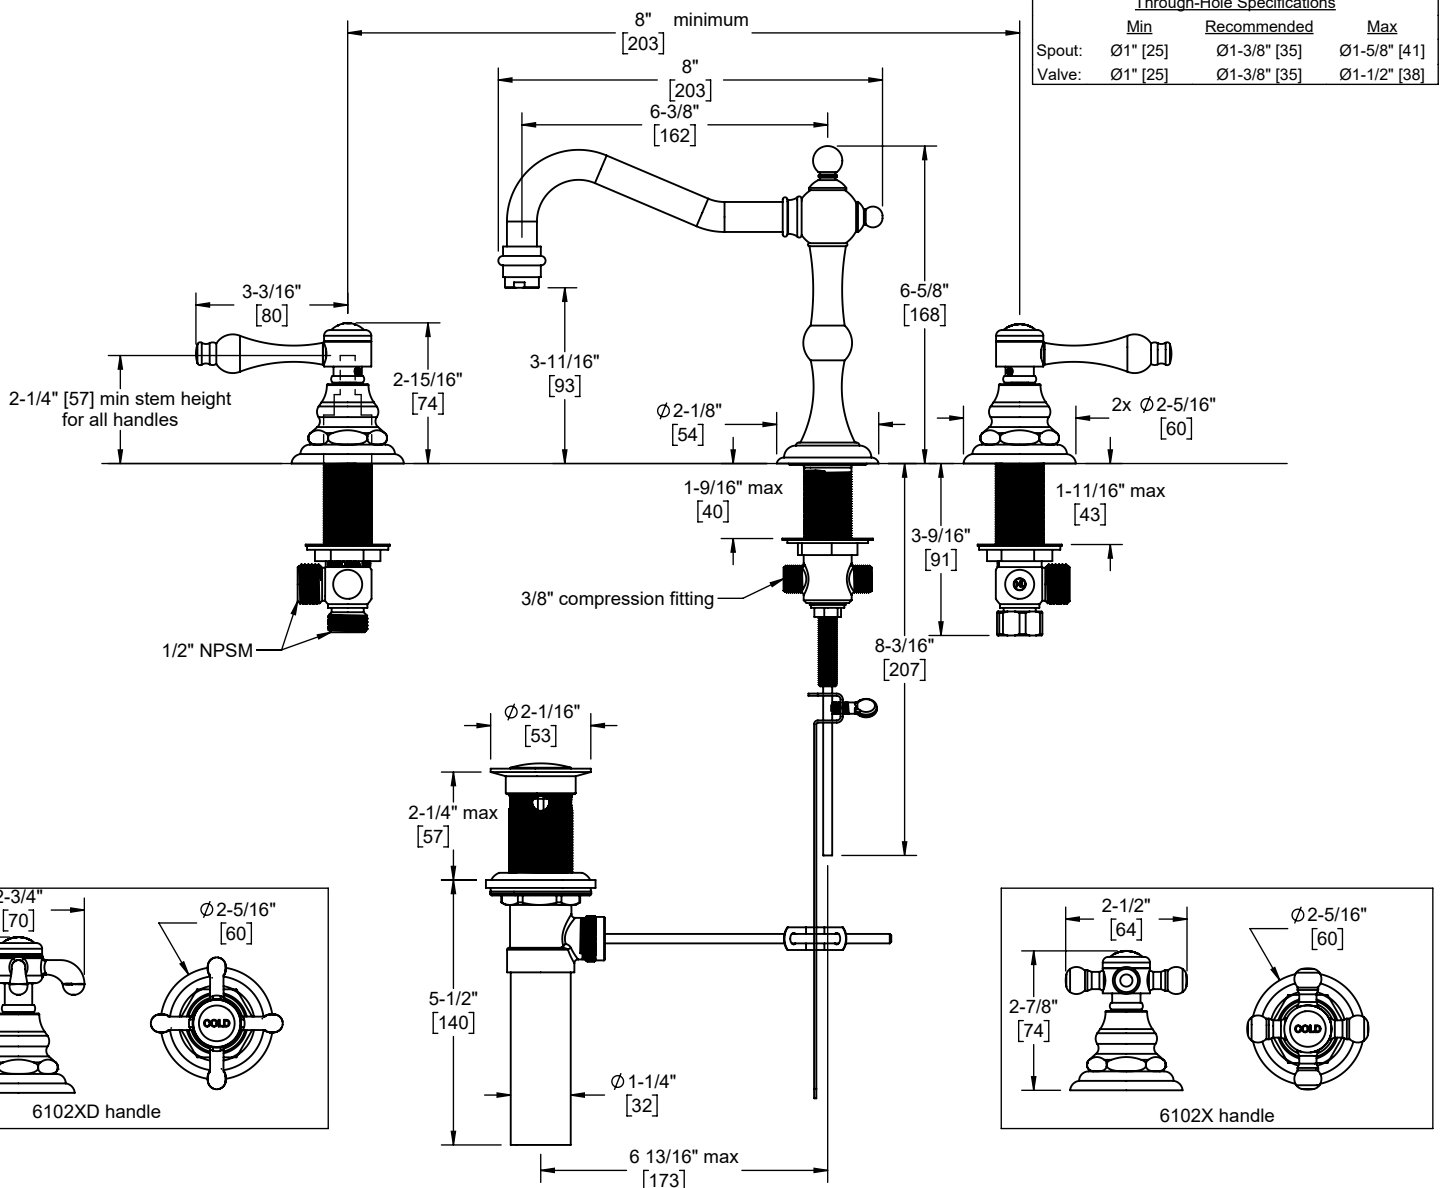 Through-Hole Specifications
Min Recommended Max
Spout: Ø1" [25] Ø1-3/8" [35] Ø1-5/8" [41]
Valve: Ø1" [25] Ø1-3/8" [35] Ø1-1/2" [38]
8" minimum
[203]
8"
[203]
6-3/8"
[162]
3-3/16"
[80]
2-1/4" [57] min stem height
for all handles
2-15/16"
[74]
3-11/16"
[93]
6-5/8"
[168]
Ø2-1/8"
[54]
2x Ø2-5/16"
[60]
1-9/16" max
[40]
1-11/16" max
[43]
3-9/16"
[91]
3/8" compression fitting
1/2" NPSM
8-3/16"
[207]
Ø2-1/16"
[53]
2-1/4" max
[57]
5-1/2"
[140]
Ø1-1/4"
[32]
6 13/16" max
[173]
2-3/4"
[70]
Ø2-5/16"
[60]
COLD
6102XD handle
2-1/2"
[64]
Ø2-5/16"
[60]
2-7/8"
[74]
COLD
6102X handle